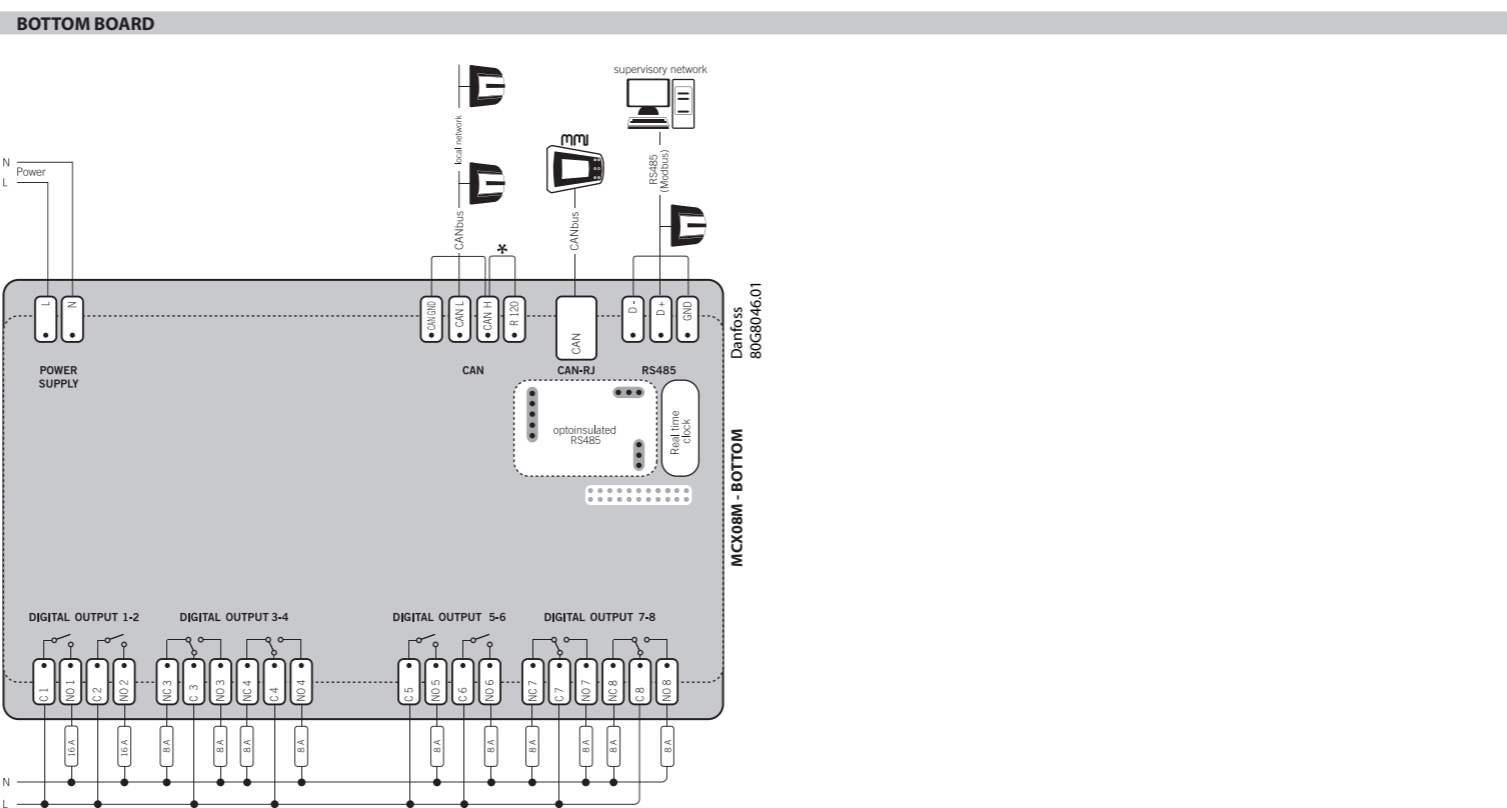 BOTTOM BOARD
supervisory network
local network
mmi
N
Power
L
RS485
(Modbus)
CANbus
*
CANbus
L
N
CAN GND
CAN L
CAN H
R 120
CAN
D -
D +
GND
Danfoss
80G8046.01
POWER
SUPPLY
CAN
CAN-RJ
RS485
optoinsulated
RS485
Real time
clock
MCX08M - BOTTOM
DIGITAL OUTPUT 1-2
DIGITAL OUTPUT 3-4
DIGITAL OUTPUT 5-6
DIGITAL OUTPUT 7-8
C 1
NO 1
C 2
NO 2
NC 3
C 3
NO 3
NC 4
C 4
NO 4
C 5
NO 5
C 6
NO 6
NC 7
C 7
NO 7
NC 8
C 8
NO 8
16 A
16 A
8 A
8 A
8 A
8 A
8 A
8 A
8 A
8 A
8 A
8 A
N
L